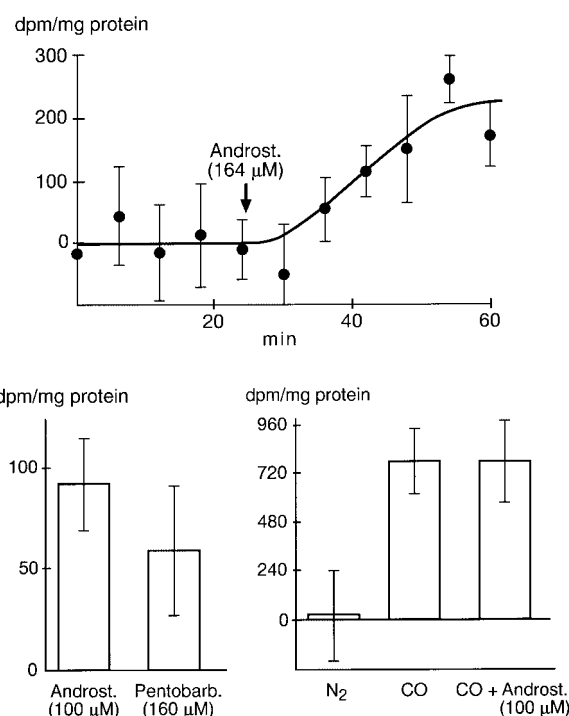 dpm/mg protein
300
200
Androst.
(164 µM)
100
0
20
40
60
min
dpm/mg protein
100
50
0
Androst.
(100 µM)
Pentobarb.
(160 µM)
dpm/mg protein
960
720
480
240
0
N2
CO
CO + Androst.
(100 µM)